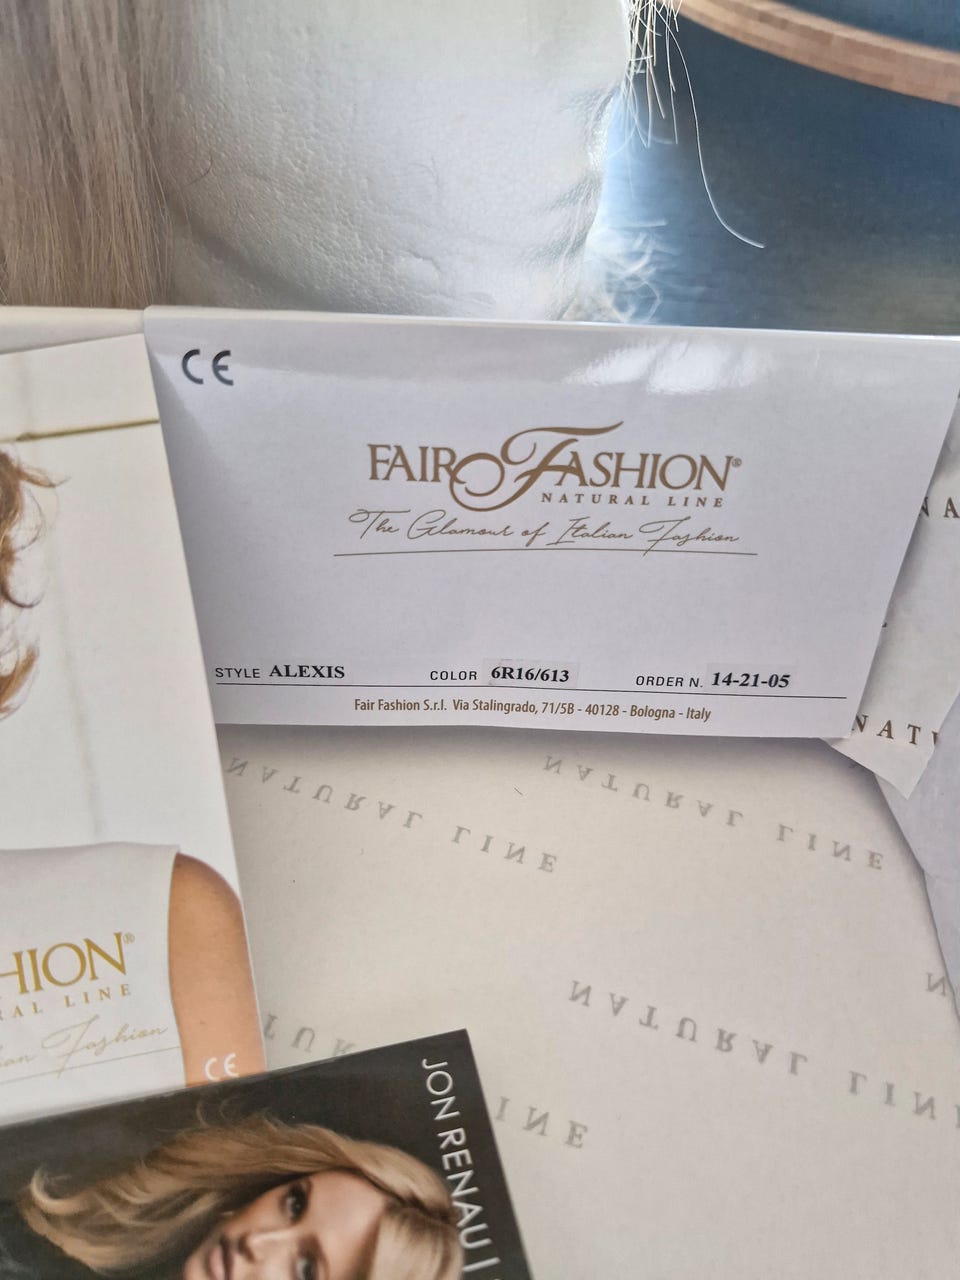 CE
FAIR FASHION®
NATURAL LINE
The Glamour of Italian Fashion
STYLE ALEXIS COLOR 6R16/613 ORDER N. 14-21-05
Fair Fashion S.r.l. Via Stalingrado, 71/5B - 40128 - Bologna - Italy
NATURAL LINE
NATURAL LINE
HION®
RAL LINE
an Fashion
CE
NATURAL LINE
INE
JON RENAU |